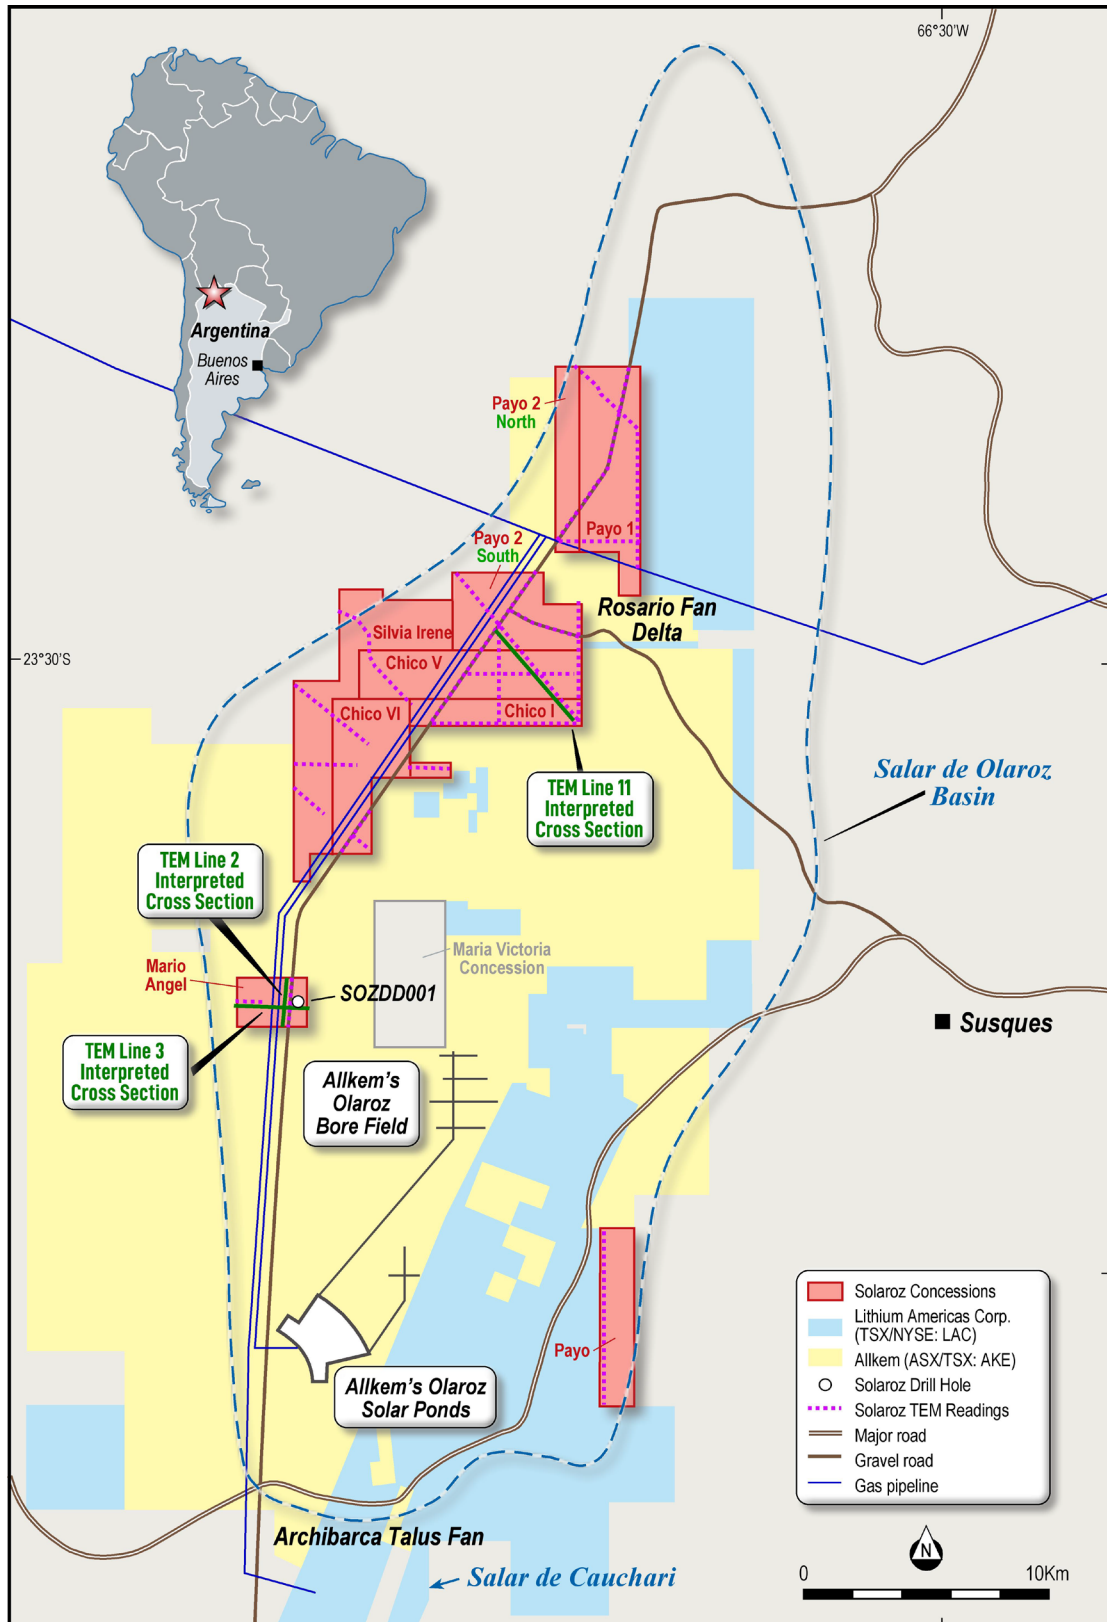 66°30'W
Argentina
Buenos
Aires
Payo 2
North
Payo 1
Payo 2
South
Rosario Fan
Delta
Silvia Irene
23°30'S
Chico V
Chico VI
Chico I
Salar de Olaroz
Basin
TEM Line 11
Interpreted
Cross Section
TEM Line 2
Interpreted
Cross Section
Maria Victoria
Concession
Mario
Angel
SOZDD001
Susques
TEM Line 3
Interpreted
Cross Section
Allkem's
Olaroz
Bore Field
Payo
Allkem's Olaroz
Solar Ponds
Archibarca Talus Fan
Salar de Cauchari
Solaroz Concessions
Lithium Americas Corp.
(TSX/NYSE: LAC)
Allkem (ASX/TSX: AKE)
Solaroz Drill Hole
Solaroz TEM Readings
Major road
Gravel road
Gas pipeline
N
0 10Km